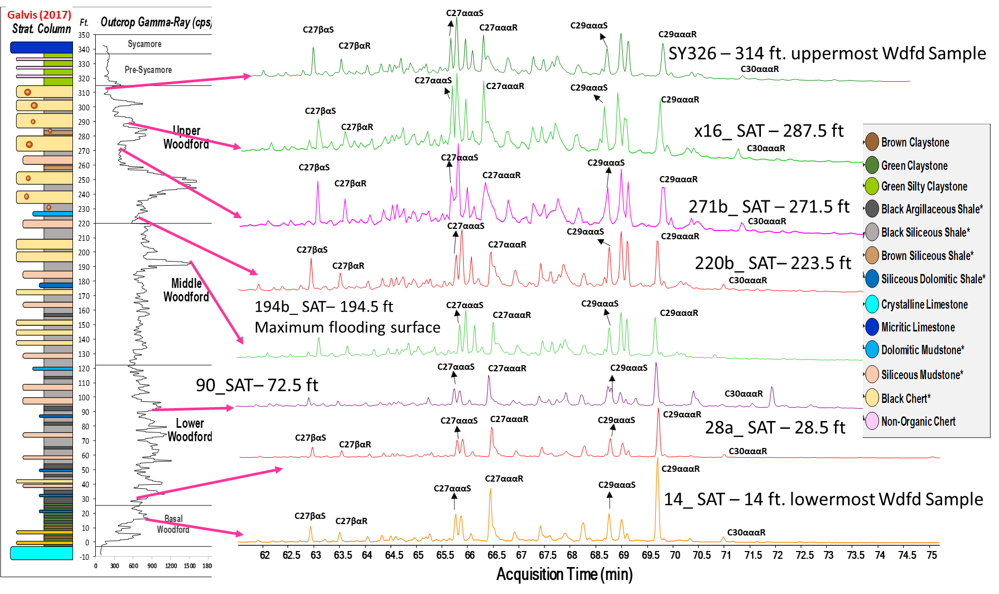 Galvis (2017)
Strat. Column
Ft.
Outcrop Gamma-Ray (cps)
350
340
330
320
310
300
290
280
270
260
250
240
230
220
210
200
190
180
170
160
150
140
130
120
110
100
90
80
70
60
50
40
30
20
10
0
-10
0
300
600
900
1200
1500
180
Sycamore
Pre-Sycamore
Upper
Woodford
Middle
Woodford
Lower
Woodford
Basal
Woodford
C27βαS
C27βαR
C27αααS
C27αααR
C29αααS
C29αααR
C30αααR
SY326 – 314 ft. uppermost Wdfd Sample
C27βαS
C27βαR
C27αααS
C27αααR
C29αααS
C29αααR
C30αααR
x16_ SAT – 287.5 ft
C27βαS
C27βαR
C27αααS
C27αααR
C29αααS
C29αααR
C30αααR
271b_ SAT – 271.5 ft
C27βαS
C27βαR
C27αααS
C27αααR
C29αααS
C29αααR
C30αααR
220b_ SAT– 223.5 ft
194b_ SAT– 194.5 ft
Maximum flooding surface
C27αααS
C27αααR
C29αααS
C29αααR
90_SAT– 72.5 ft
C27αααS
C27αααR
C29αααS
C30αααR
C27βαS
C27βαR
C27αααS
C27αααR
C29αααS
C29αααR
C30αααR
28a_ SAT – 28.5 ft
C27βαS
C27βαR
C27αααS
C27αααR
C29αααS
C29αααR
C30αααR
14_ SAT – 14 ft. lowermost Wdfd Sample
62
62.5
63
63.5
64
64.5
65
65.5
66
66.5
67
67.5
68
68.5
69
69.5
70
70.5
71
71.5
72
72.5
73
73.5
74
74.5
75
Acquisition Time (min)
Brown Claystone
Green Claystone
Green Silty Claystone
Black Argillaceous Shale*
Black Siliceous Shale*
Brown Siliceous Shale*
Siliceous Dolomitic Shale*
Crystalline Limestone
Micritic Limestone
Dolomitic Mudstone*
Siliceous Mudstone*
Black Chert*
Non-Organic Chert